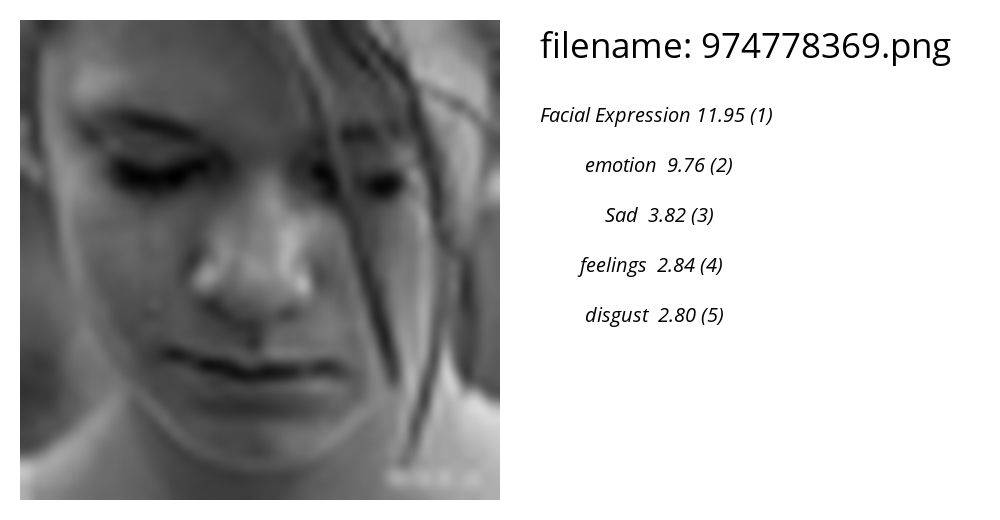 filename: 974778369.png
Facial Expression 11.95 (1)
emotion 9.76 (2)
Sad 3.82 (3)
feelings 2.84 (4)
disgust 2.80 (5)